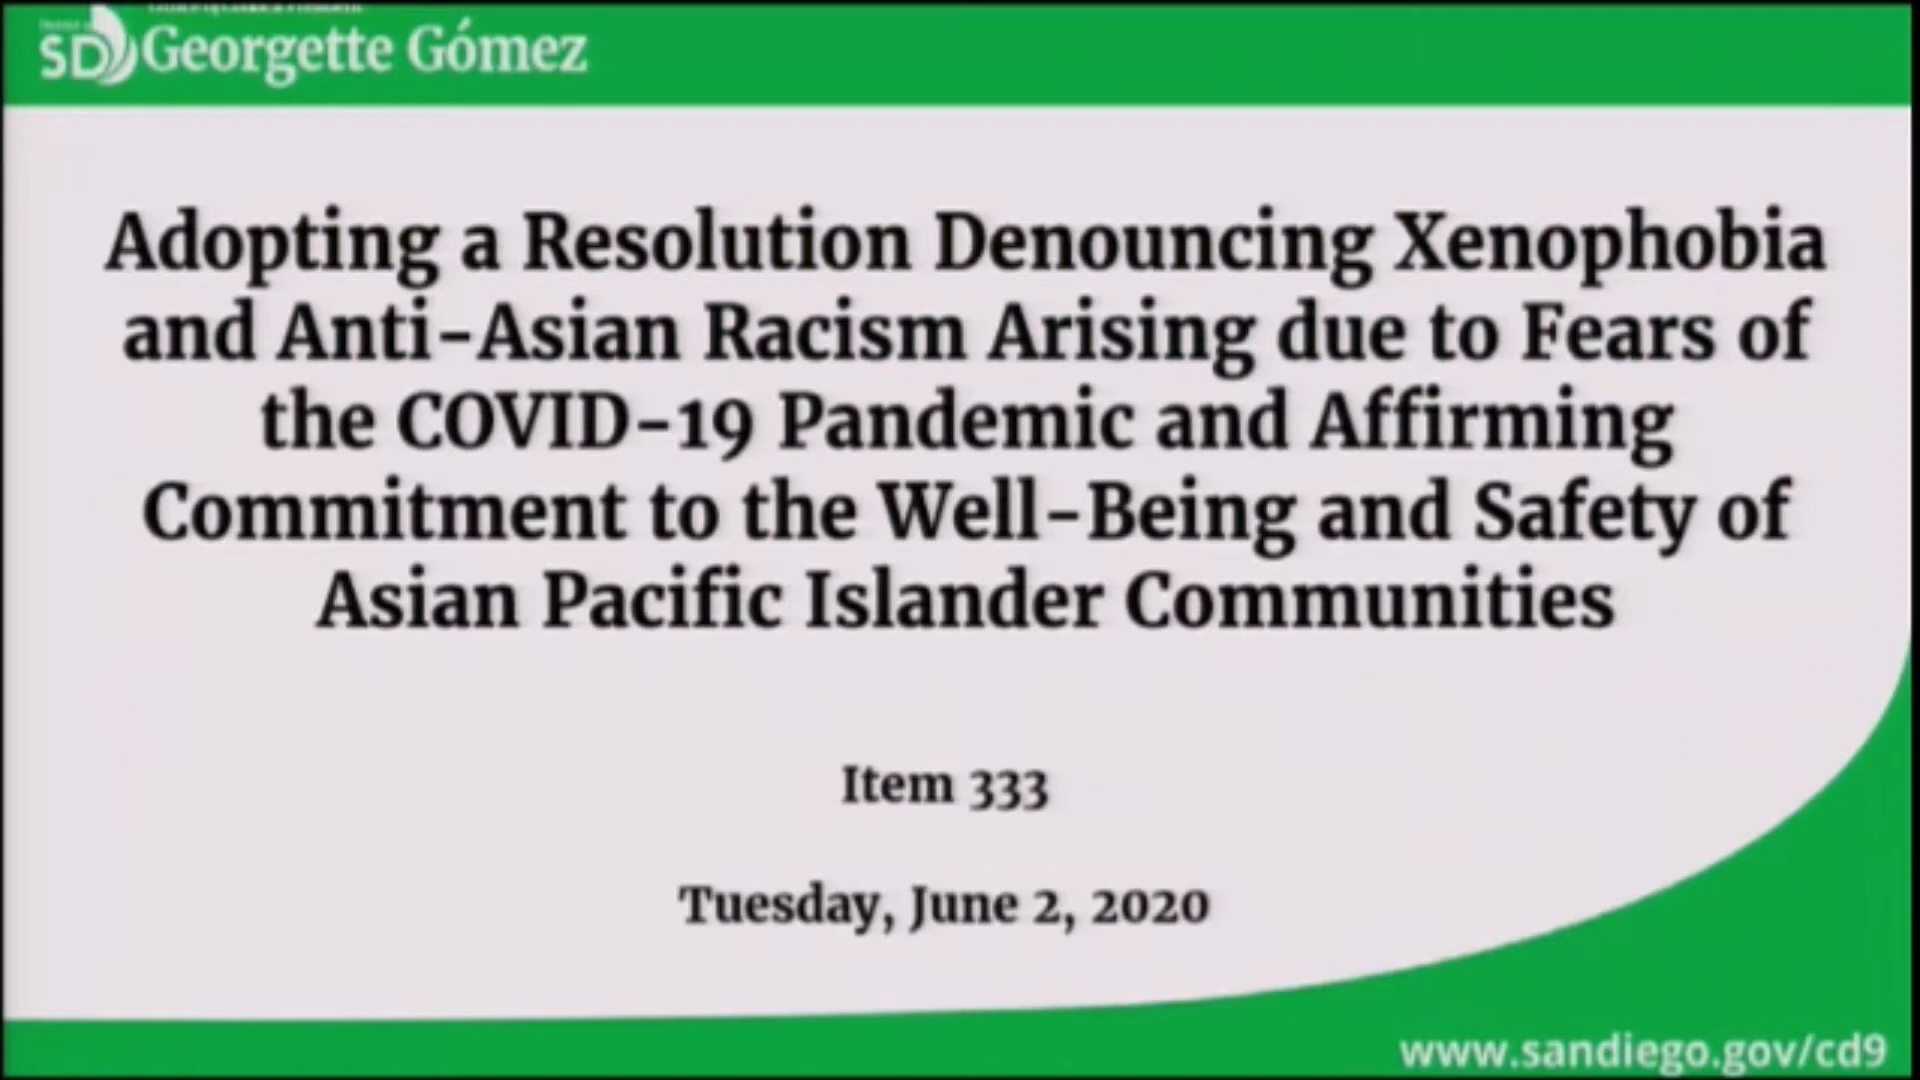 SD
Georgette Gómez
Adopting a Resolution Denouncing Xenophobia
and Anti-Asian Racism Arising due to Fears of
the COVID-19 Pandemic and Affirming
Commitment to the Well-Being and Safety of
Asian Pacific Islander Communities
Item 333
Tuesday, June 2, 2020
www.sandiego.gov/cd9